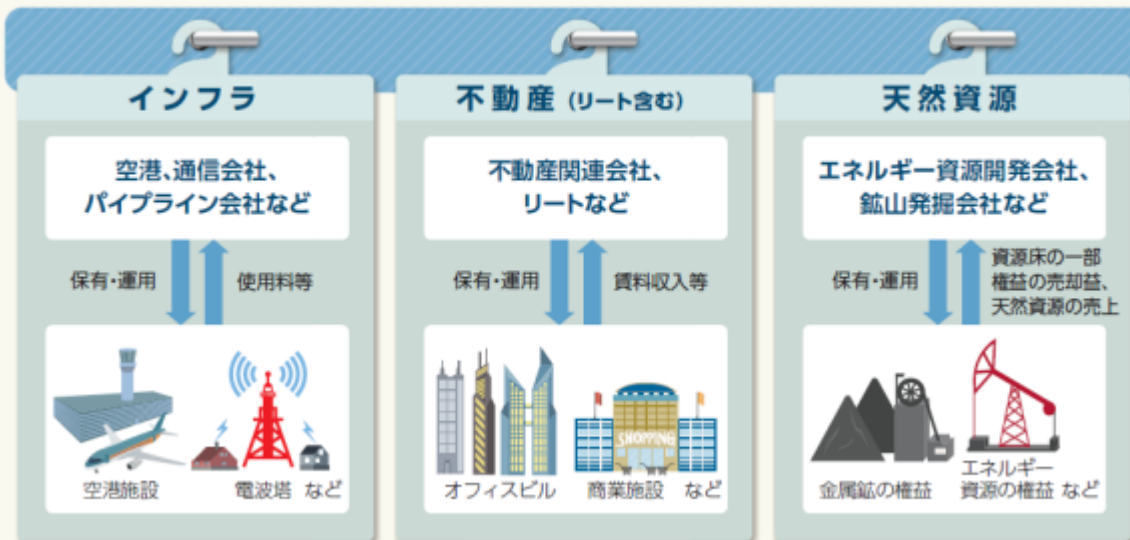 インフラ
空港、通信会社、
パイプライン会社など
保有・運用
使用料等
空港施設
電波塔 など
不動産(リート含む)
不動産関連会社、
リートなど
保有・運用
賃料収入等
SHOPPING
オフィスビル
商業施設 など
天然資源
エネルギー資源開発会社、
鉱山発掘会社など
保有・運用
資源床の一部
権益の売却益、
天然資源の売上
金属鉱の権益
エネルギー
資源の権益 など